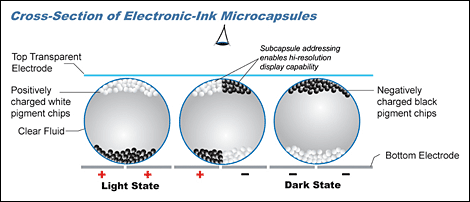 Cross-Section of Electronic-Ink Microcapsules
Top Transparent
Electrode
Subcapsule addressing
enables hi-resolution
display capability
Positively
charged white
pigment chips
Clear Fluid
Negatively
charged black
pigment chips
Bottom Electrode
+ + + − − −
Light State
Dark State